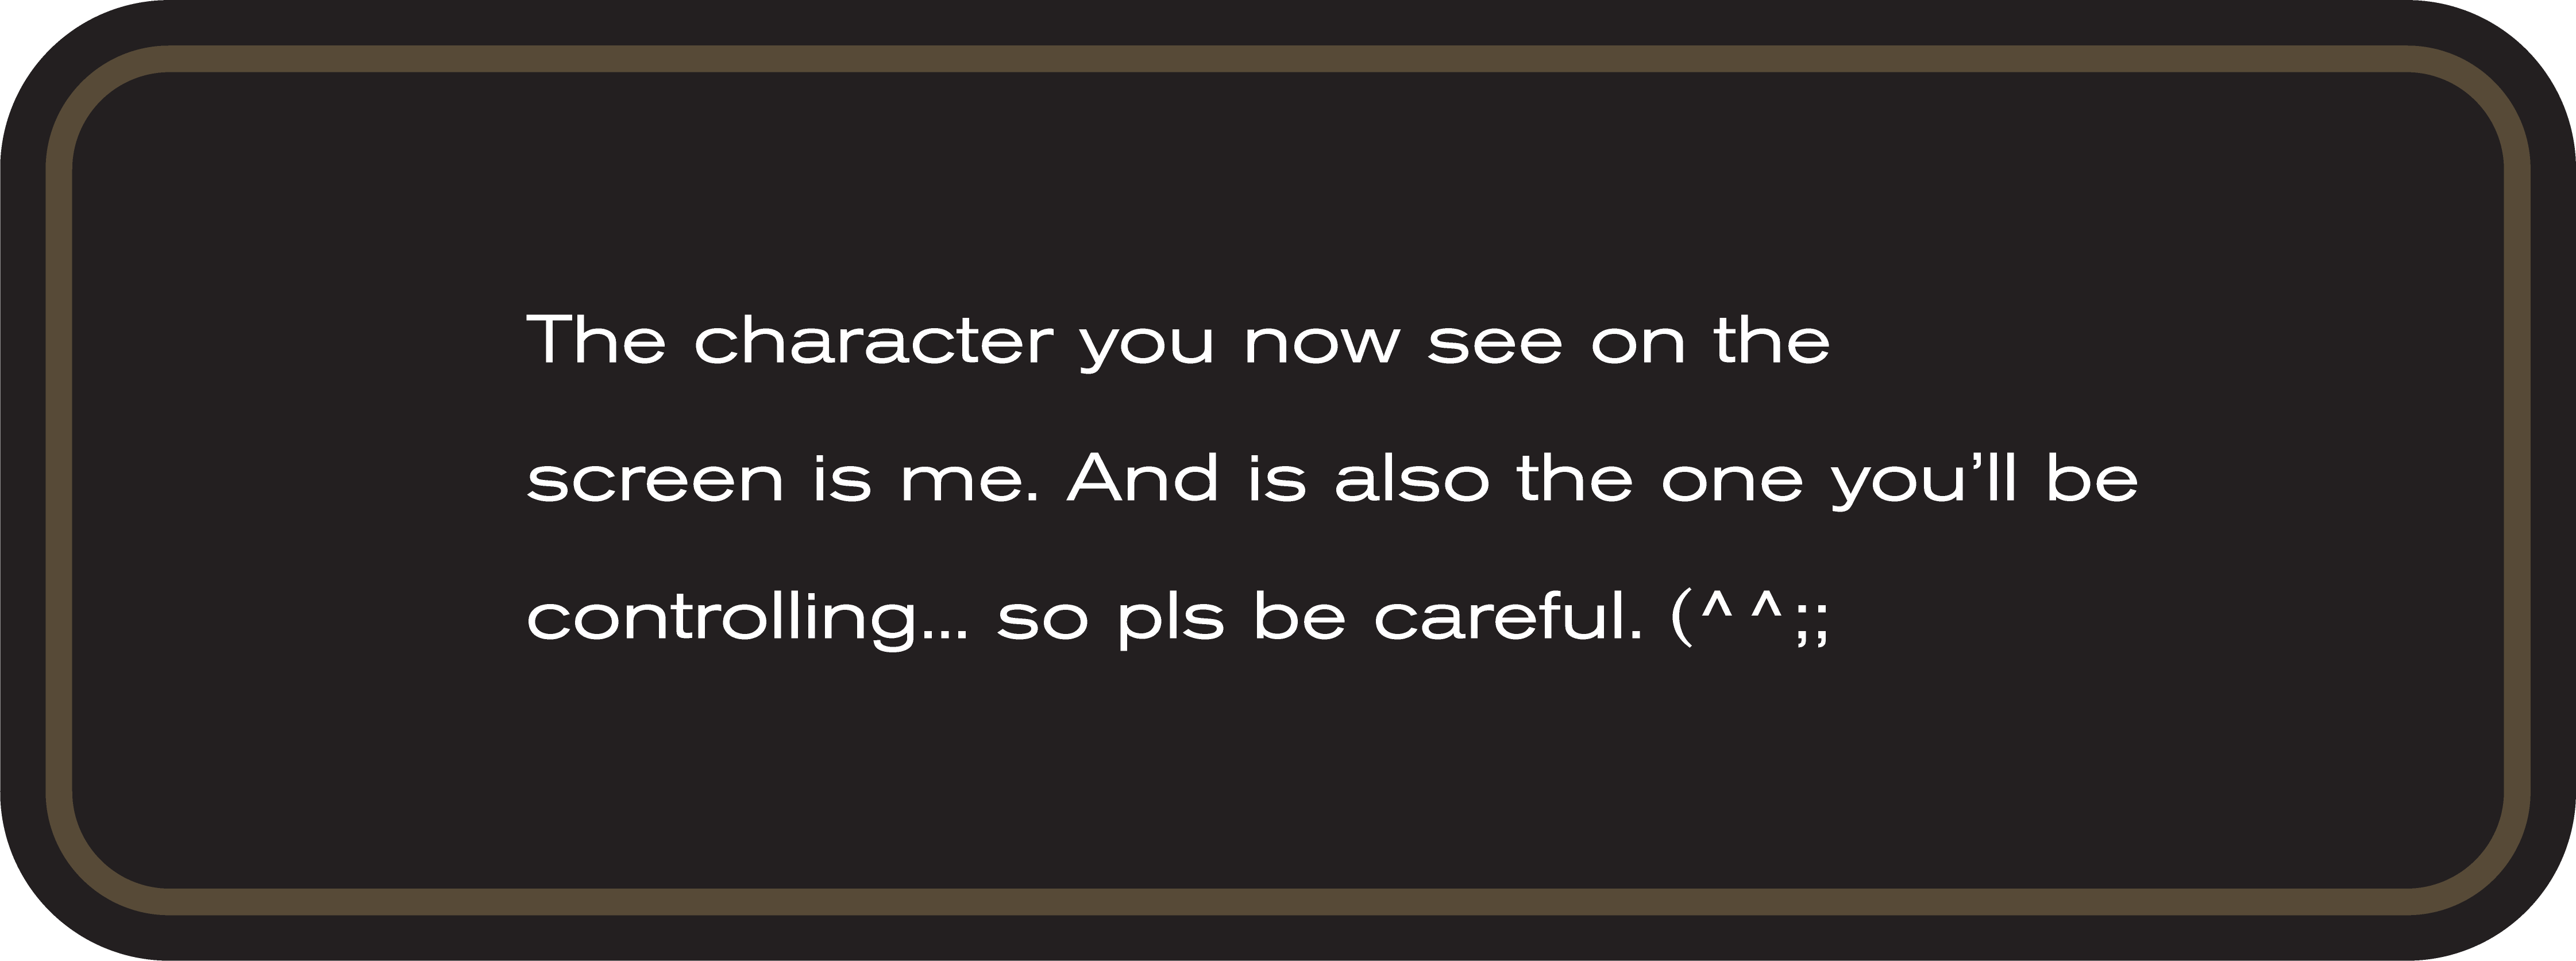 The character you now see on the
screen is me. And is also the one you’ll be
controlling... so pls be careful. (^ ^;;